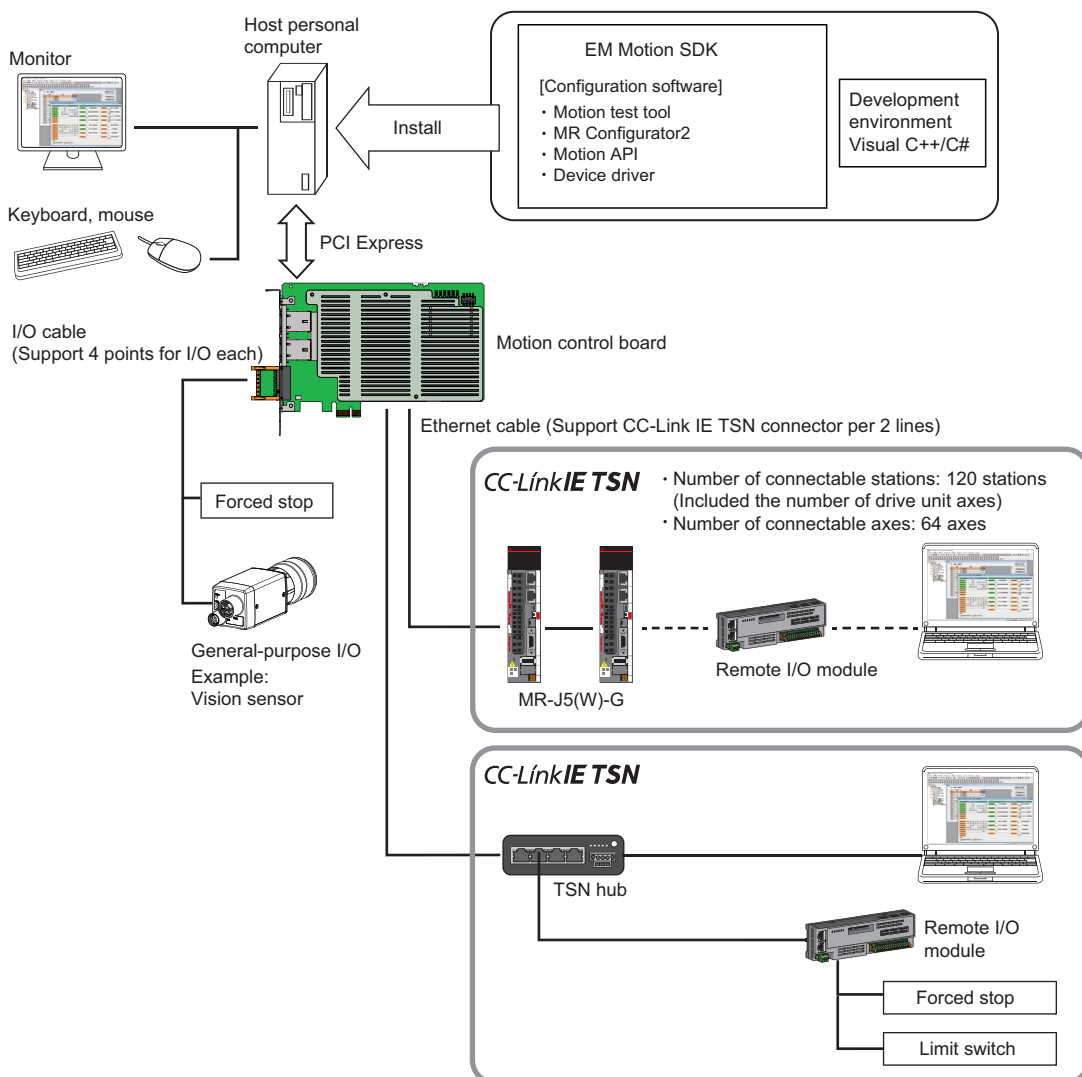 Host personal
computer
Monitor
Install
EM Motion SDK
[Configuration software]
・Motion test tool
・MR Configurator2
・Motion API
・Device driver
Development
environment
Visual C++/C#
Keyboard, mouse
PCI Express
I/O cable
(Support 4 points for I/O each)
Motion control board
Ethernet cable (Support CC-Link IE TSN connector per 2 lines)
Forced stop
General-purpose I/O
Example:
Vision sensor
CC-Link IE TSN
・Number of connectable stations: 120 stations
(Included the number of drive unit axes)
・Number of connectable axes: 64 axes
MR-J5(W)-G
Remote I/O module
CC-Link IE TSN
TSN hub
Remote I/O
module
Forced stop
Limit switch